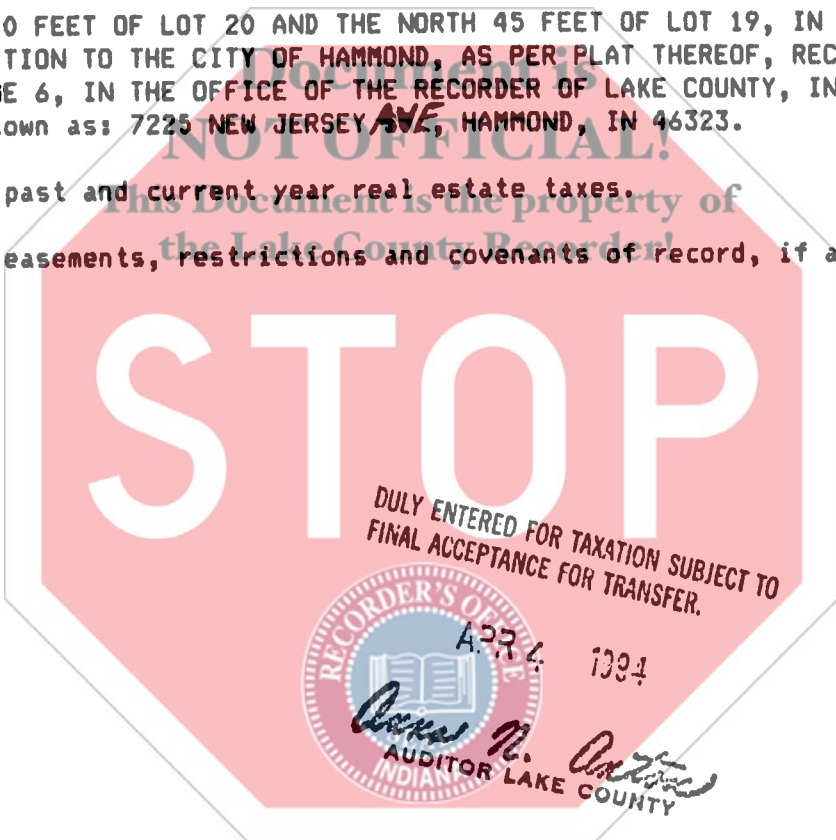 0 FEET OF LOT 20 AND THE NORTH 45 FEET OF LOT 19, IN
TION TO THE CITY OF HAMMOND, AS PER PLAT THEREOF, REC
E 6, IN THE OFFICE OF THE RECORDER OF LAKE COUNTY, IN
own as: 7225 NEW JERSEY AVE, HAMMOND, IN 46323.
past and current year real estate taxes.
easements, restrictions and covenants of record, if a
Document is
NOT OFFICIAL!
This Document is the property of
the Lake County Recorder!
STOP
DULY ENTERED FOR TAXATION SUBJECT TO
FINAL ACCEPTANCE FOR TRANSFER.
APR 4 1994
RECORDER'S OFFICE
INDIANA
AUDITOR LAKE COUNTY